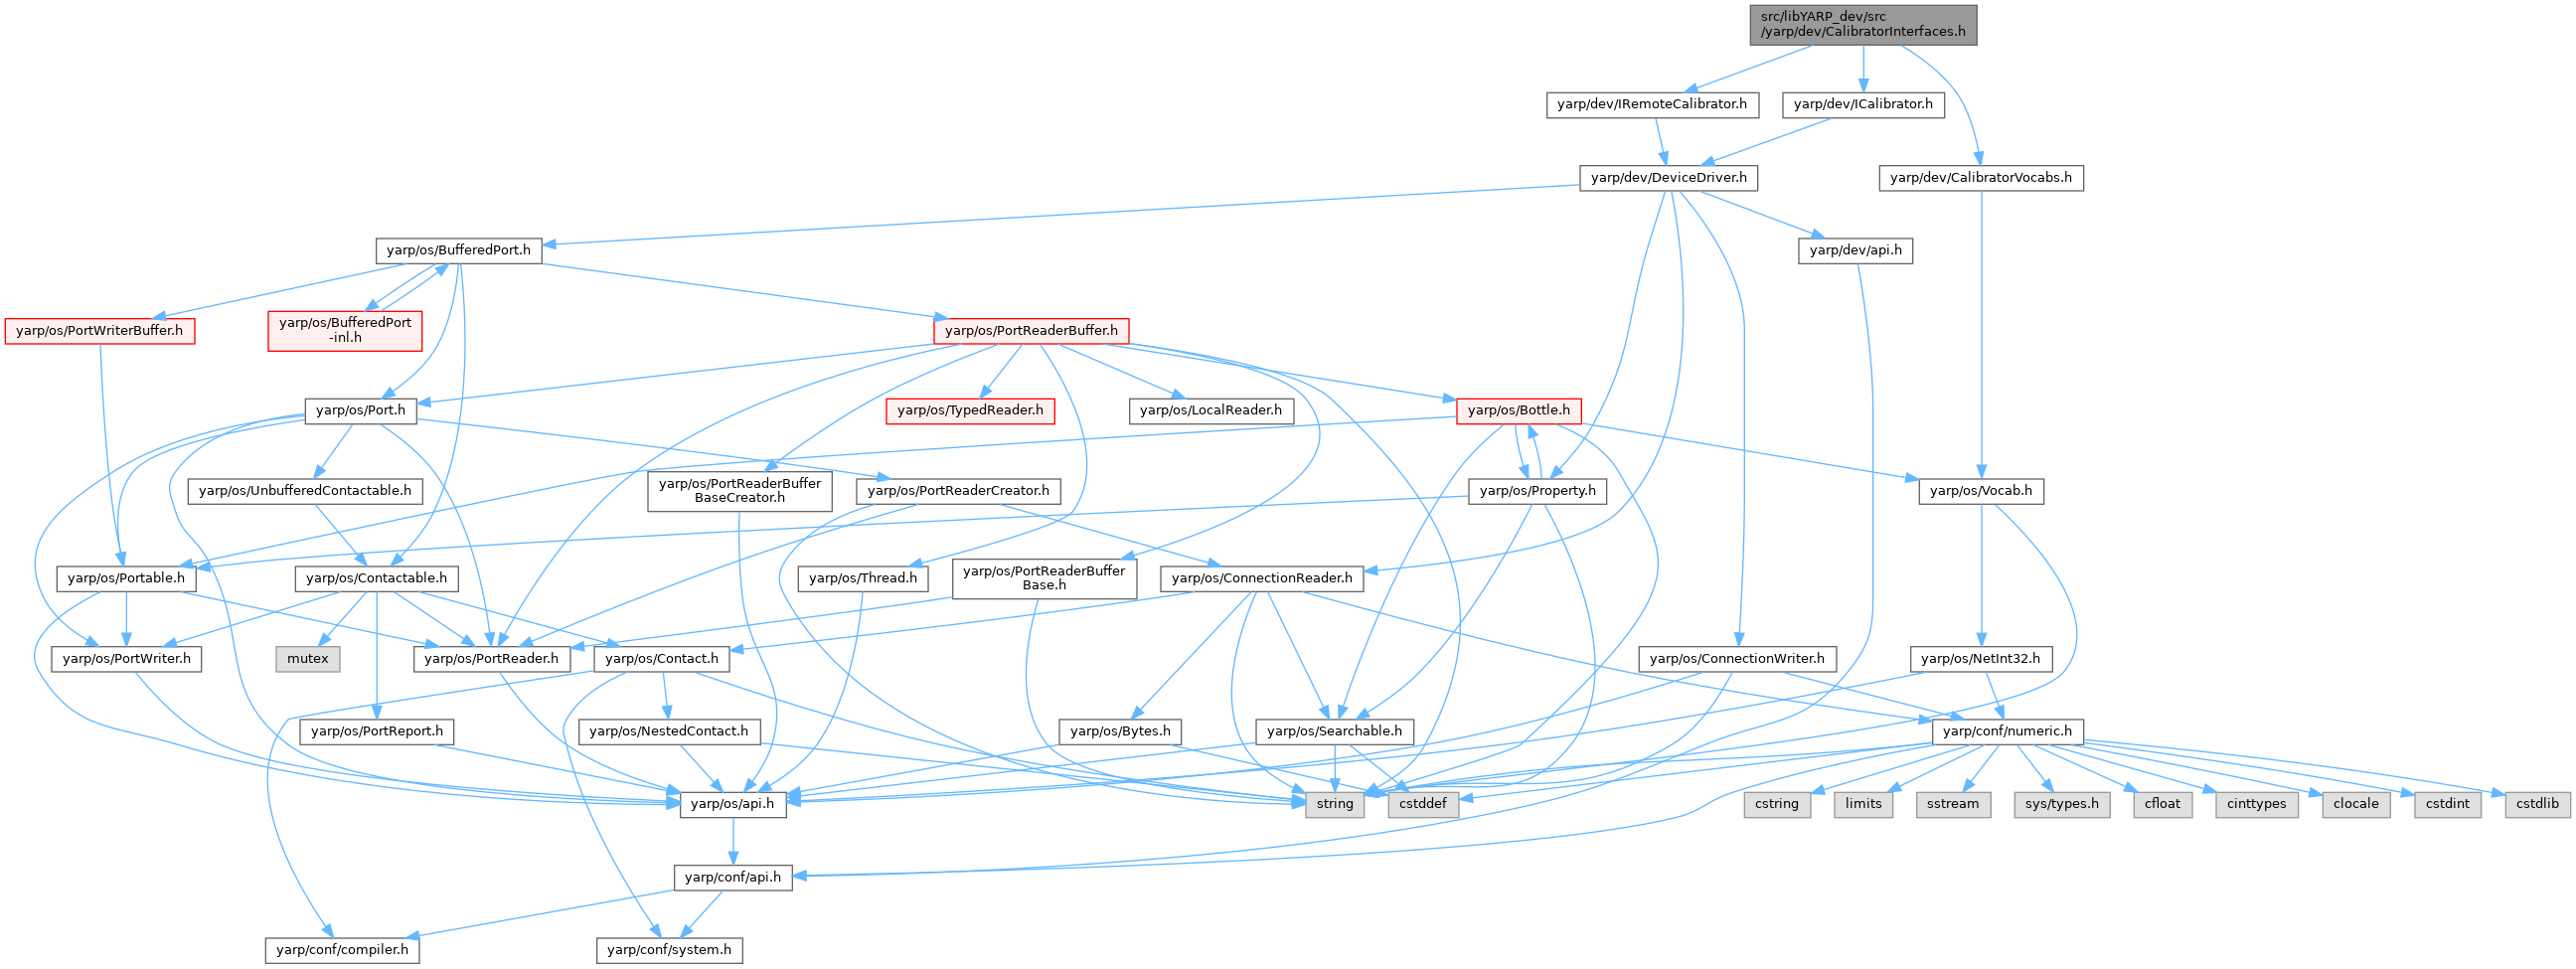 src/libYARP_dev/src
/yarp/dev/CalibratorInterfaces.h
yarp/dev/IRemoteCalibrator.h
yarp/dev/ICalibrator.h
yarp/dev/DeviceDriver.h
yarp/dev/CalibratorVocabs.h
yarp/os/BufferedPort.h
yarp/dev/api.h
yarp/os/PortWriterBuffer.h
yarp/os/BufferedPort
-inl.h
yarp/os/PortReaderBuffer.h
yarp/os/Port.h
yarp/os/TypedReader.h
yarp/os/LocalReader.h
yarp/os/Bottle.h
yarp/os/UnbufferedContactable.h
yarp/os/PortReaderBuffer
BaseCreator.h
yarp/os/PortReaderCreator.h
yarp/os/Property.h
yarp/os/Vocab.h
yarp/os/Portable.h
yarp/os/Contactable.h
yarp/os/Thread.h
yarp/os/PortReaderBuffer
Base.h
yarp/os/ConnectionReader.h
yarp/os/PortWriter.h
mutex
yarp/os/PortReader.h
yarp/os/Contact.h
yarp/os/ConnectionWriter.h
yarp/os/NetInt32.h
yarp/os/PortReport.h
yarp/os/NestedContact.h
yarp/os/Bytes.h
yarp/os/Searchable.h
yarp/conf/numeric.h
yarp/os/api.h
string
cstddef
cstring
limits
sstream
sys/types.h
cfloat
cinttypes
clocale
cstdint
cstdlib
yarp/conf/api.h
yarp/conf/compiler.h
yarp/conf/system.h